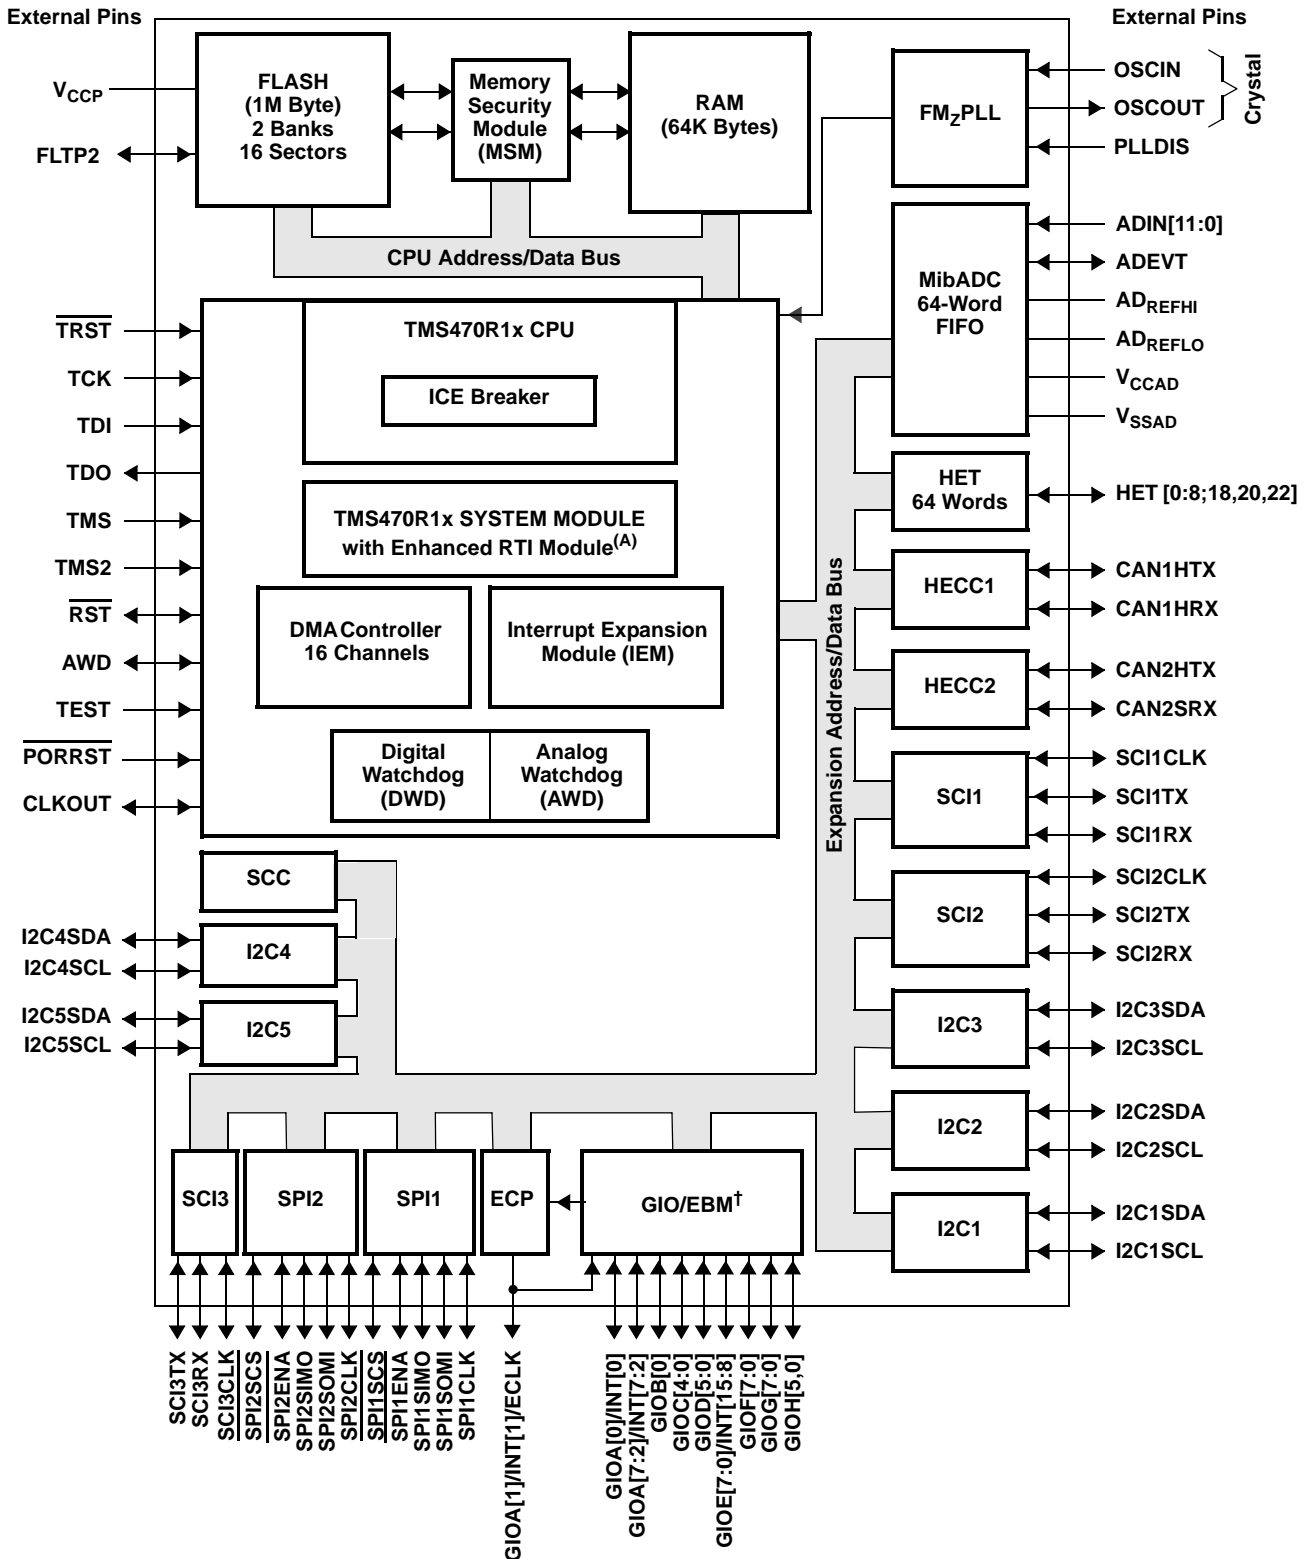 External Pins
External Pins
V_CCP
FLTP2
FLASH
(1M Byte)
2 Banks
16 Sectors
Memory
Security
Module
(MSM)
RAM
(64K Bytes)
CPU Address/Data Bus
FM_ZPLL
OSCIN
OSCOUT
Crystal
PLLDIS
MibADC
64-Word
FIFO
ADIN[11:0]
ADEVT
AD_REFHI
AD_REFLO
V_CCAD
V_SSAD
TRST
TCK
TDI
TDO
TMS
TMS2
RST
AWD
TEST
PORRST
CLKOUT
TMS470R1x CPU
ICE Breaker
TMS470R1x SYSTEM MODULE
with Enhanced RTI Module(A)
DMA Controller
16 Channels
Interrupt Expansion
Module (IEM)
Digital
Watchdog
(DWD)
Analog
Watchdog
(AWD)
Expansion Address/Data Bus
HET
64 Words
HET [0:8;18,20,22]
HECC1
CAN1HTX
CAN1HRX
HECC2
CAN2HTX
CAN2SRX
SCI1
SCI1CLK
SCI1TX
SCI1RX
SCI2
SCI2CLK
SCI2TX
SCI2RX
I2C3
I2C3SDA
I2C3SCL
I2C2
I2C2SDA
I2C2SCL
I2C1
I2C1SDA
I2C1SCL
SCC
I2C4SDA
I2C4SCL
I2C4
I2C5SDA
I2C5SCL
I2C5
SCI3
SPI2
SPI1
ECP
GIO/EBM†
SCI3TX
SCI3RX
SCI3CLK
SPI2SCS
SPI2ENA
SPI2SIMO
SPI2SOMI
SPI2CLK
SPI1SCS
SPI1ENA
SPI1SIMO
SPI1SOMI
SPI1CLK
GIOA[1]/INT[1]/ECLK
GIOA[0]/INT[0]
GIOA[7:2]/INT[7:2]
GIOB[0]
GIOC[4:0]
GIOD[5:0]
GIOE[7:0]/INT[15:8]
GIOF[7:0]
GIOG[7:0]
GIOH[5,0]